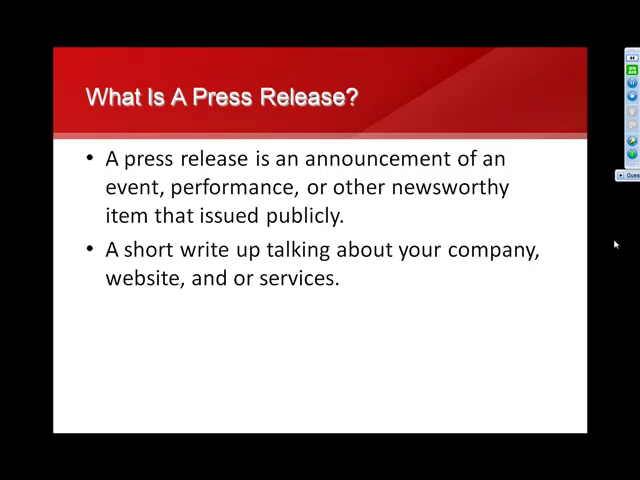 What Is A Press Release?
• A press release is an announcement of an
event, performance, or other newsworthy
item that issued publicly.
• A short write up talking about your company,
website, and or services.